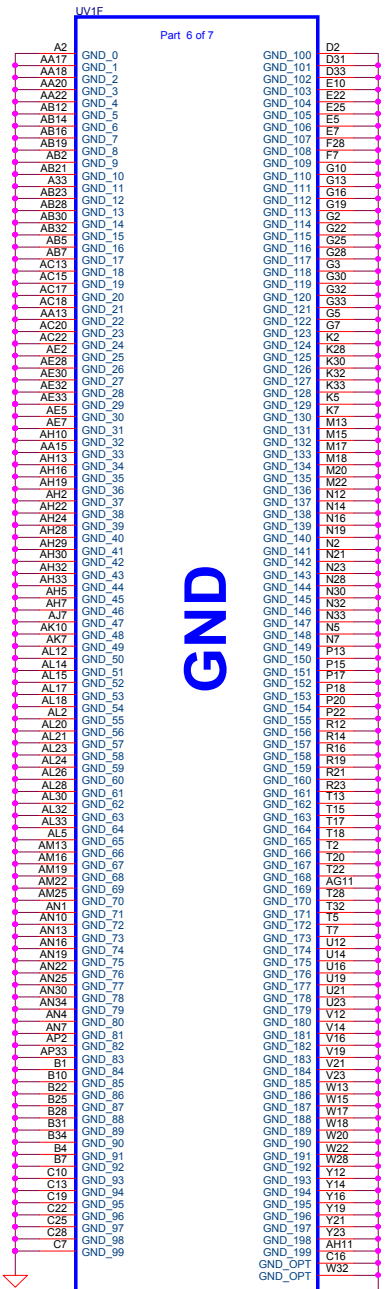 UV1F
Part 6 of 7
A2 GND_0
AA17 GND_1
AA18 GND_2
AA20 GND_3
AA22 GND_4
AB12 GND_5
AB14 GND_6
AB16 GND_7
AB19 GND_8
AB2 GND_9
AB21 GND_10
A33 GND_11
AB23 GND_12
AB28 GND_13
AB30 GND_14
AB32 GND_15
AB5 GND_16
AB7 GND_17
AC13 GND_18
AC15 GND_19
AC17 GND_20
AC18 GND_21
AA13 GND_22
AC20 GND_23
AC22 GND_24
AE2 GND_25
AE28 GND_26
AE30 GND_27
AE32 GND_28
AE33 GND_29
AE5 GND_30
AE7 GND_31
AH10 GND_32
AA15 GND_33
AH13 GND_34
AH16 GND_35
AH19 GND_36
AH2 GND_37
AH22 GND_38
AH24 GND_39
AH28 GND_40
AH29 GND_41
AH30 GND_42
AH32 GND_43
AH33 GND_44
AH5 GND_45
AH7 GND_46
AJ7 GND_47
AK10 GND_48
AK7 GND_49
AL12 GND_50
AL14 GND_51
AL15 GND_52
AL17 GND_53
AL18 GND_54
AL2 GND_55
AL20 GND_56
AL21 GND_57
AL23 GND_58
AL24 GND_59
AL26 GND_60
AL28 GND_61
AL30 GND_62
AL32 GND_63
AL33 GND_64
AL5 GND_65
AM13 GND_66
AM16 GND_67
AM19 GND_68
AM22 GND_69
AM25 GND_70
AN1 GND_71
AN10 GND_72
AN13 GND_73
AN16 GND_74
AN19 GND_75
AN22 GND_76
AN25 GND_77
AN30 GND_78
AN34 GND_79
AN4 GND_80
AN7 GND_81
AP2 GND_82
AP33 GND_83
B1 GND_84
B10 GND_85
B22 GND_86
B25 GND_87
B28 GND_88
B31 GND_89
B34 GND_90
B4 GND_91
B7 GND_92
C10 GND_93
C13 GND_94
C19 GND_95
C22 GND_96
C25 GND_97
C28 GND_98
C7 GND_99
GND
GND_100 D2
GND_101 D31
GND_102 D33
GND_103 E10
GND_104 E22
GND_105 E25
GND_106 E5
GND_107 E7
GND_108 F28
GND_109 F7
GND_110 G10
GND_111 G13
GND_112 G16
GND_113 G19
GND_114 G2
GND_115 G22
GND_116 G25
GND_117 G28
GND_118 G3
GND_119 G30
GND_120 G32
GND_121 G33
GND_122 G5
GND_123 G7
GND_124 K2
GND_125 K28
GND_126 K30
GND_127 K32
GND_128 K33
GND_129 K5
GND_130 K7
GND_131 M13
GND_132 M15
GND_133 M17
GND_134 M18
GND_135 M20
GND_136 M22
GND_137 N12
GND_138 N14
GND_139 N16
GND_140 N19
GND_141 N2
GND_142 N21
GND_143 N23
GND_144 N28
GND_145 N30
GND_146 N32
GND_147 N33
GND_148 N5
GND_149 N7
GND_150 P13
GND_151 P15
GND_152 P17
GND_153 P18
GND_154 P20
GND_155 P22
GND_156 R12
GND_157 R14
GND_158 R16
GND_159 R19
GND_160 R21
GND_161 R23
GND_162 T13
GND_163 T15
GND_164 T17
GND_165 T18
GND_166 T2
GND_167 T20
GND_168 T22
GND_169 AG11
GND_170 T28
GND_171 T32
GND_172 T5
GND_173 T7
GND_174 U12
GND_175 U14
GND_176 U16
GND_177 U19
GND_178 U21
GND_179 U23
GND_180 V12
GND_181 V14
GND_182 V16
GND_183 V19
GND_184 V21
GND_185 V23
GND_186 W13
GND_187 W15
GND_188 W17
GND_189 W18
GND_190 W20
GND_191 W22
GND_192 W28
GND_193 Y12
GND_194 Y14
GND_195 Y16
GND_196 Y19
GND_197 Y21
GND_198 Y23
GND_199 AH11
GND_OPT C16
GND_OPT W32